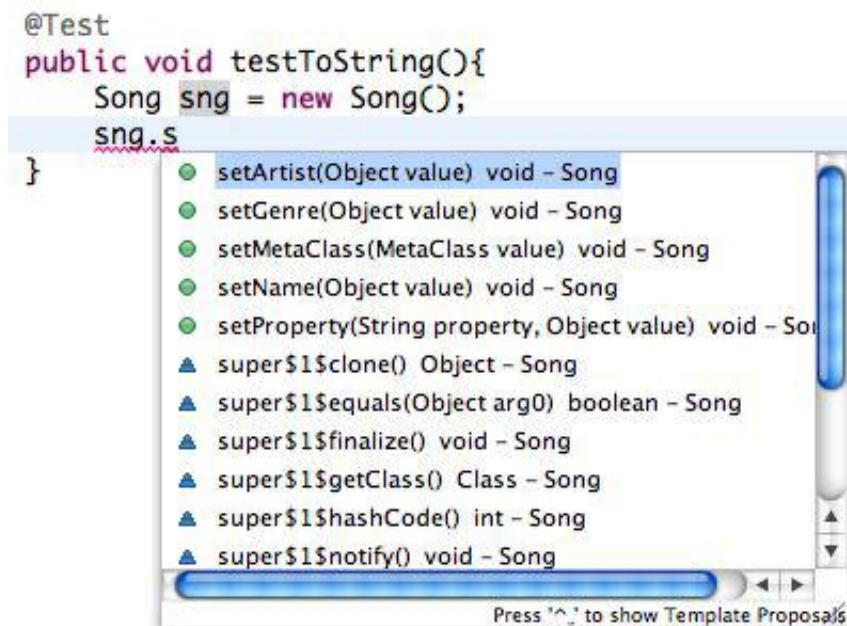 @Test
public void testToString(){
Song sng = new Song();
sng.s
}
setArtist(Object value) void – Song
setGenre(Object value) void – Song
setMetaClass(MetaClass value) void – Song
setName(Object value) void – Song
setProperty(String property, Object value) void – Son
super$1$clone() Object – Song
super$1$equals(Object arg0) boolean – Song
super$1$finalize() void – Song
super$1$getClass() Class – Song
super$1$hashCode() int – Song
super$1$notify() void – Song
Press '^.' to show Template Proposals